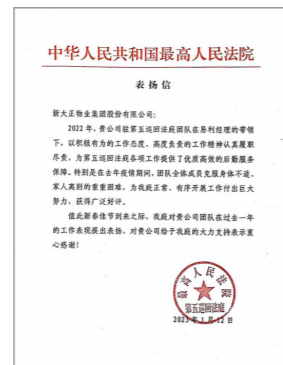 中华人民共和国最高人民法院
表扬信
新大正物业集团股份有限公司：
2022年，贵公司驻第五巡回法庭团队在易利经理的带领
下，以积极有为的工作态度、高度负责的工作精神认真履职
尽责，为第五巡回法庭各项工作提供了优质高效的后勤服务
保障。特别是在去年疫情期间，团队全体成员克服身体不适、
家人离别的重重困难，为我庭正常、有序开展工作付出巨大
努力，获得广泛好评。
值此新春佳节到来之际，我庭对贵公司团队在过去一年
的工作表现提出表扬，对贵公司给予我庭的大力支持表示衷
心感谢！
最高人民法院
第五巡回法庭
2023年1月12日